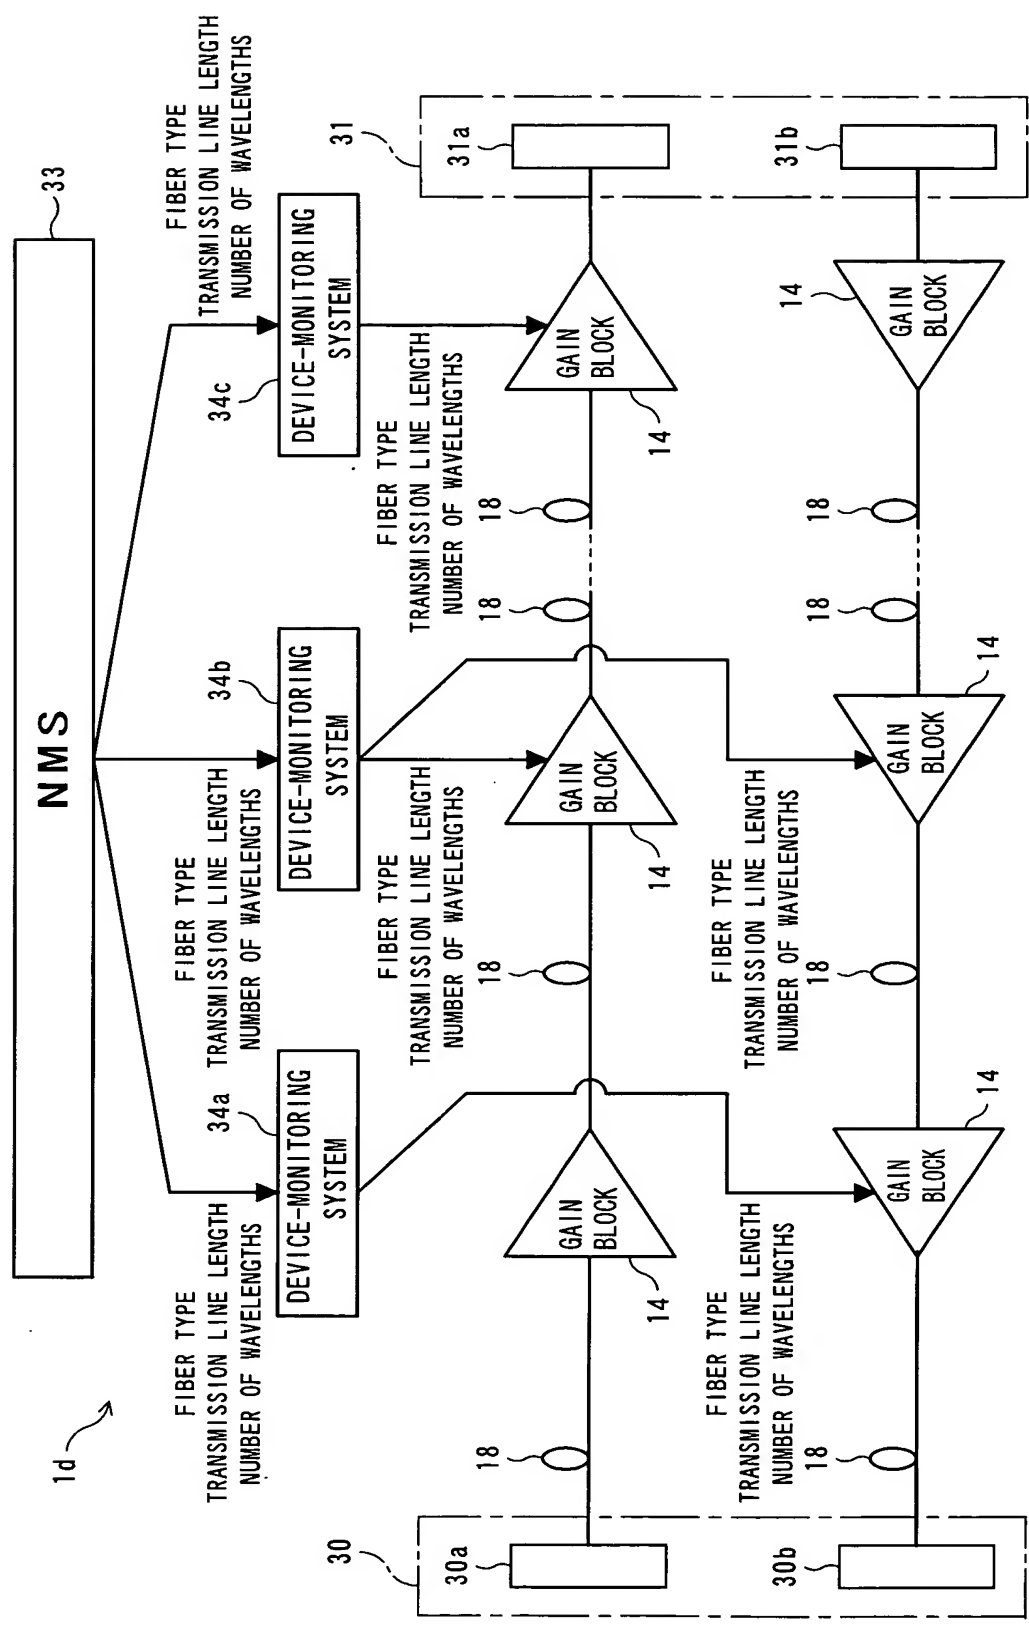 1d
NMS
33
FIBER TYPE
TRANSMISSION LINE LENGTH
NUMBER OF WAVELENGTHS
FIBER TYPE
TRANSMISSION LINE LENGTH
NUMBER OF WAVELENGTHS
FIBER TYPE
TRANSMISSION LINE LENGTH
NUMBER OF WAVELENGTHS
34a
DEVICE-MONITORING
SYSTEM
34b
DEVICE-MONITORING
SYSTEM
34c
DEVICE-MONITORING
SYSTEM
30
31
FIBER TYPE
TRANSMISSION LINE LENGTH
NUMBER OF WAVELENGTHS
FIBER TYPE
TRANSMISSION LINE LENGTH
NUMBER OF WAVELENGTHS
30a
18
18
18
18
31a
GAIN
BLOCK
GAIN
BLOCK
GAIN
BLOCK
14
14
14
FIBER TYPE
TRANSMISSION LINE LENGTH
NUMBER OF WAVELENGTHS
FIBER TYPE
TRANSMISSION LINE LENGTH
NUMBER OF WAVELENGTHS
30b
18
18
18
18
14
31b
GAIN
BLOCK
14
GAIN
BLOCK
14
GAIN
BLOCK